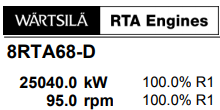 WÄRTSILÄ RTA Engines
8RTA68-D
25040.0 kW 100.0% R1
95.0 rpm 100.0% R1